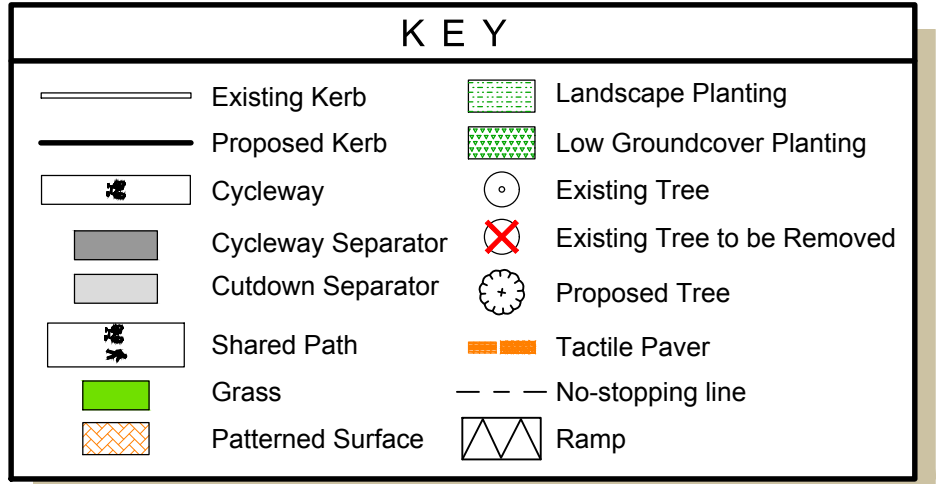 KEY
Existing Kerb
Proposed Kerb
Cycleway
Cycleway Separator
Cutdown Separator
Shared Path
Grass
Patterned Surface
Landscape Planting
Low Groundcover Planting
Existing Tree
Existing Tree to be Removed
Proposed Tree
Tactile Paver
No-stopping line
Ramp